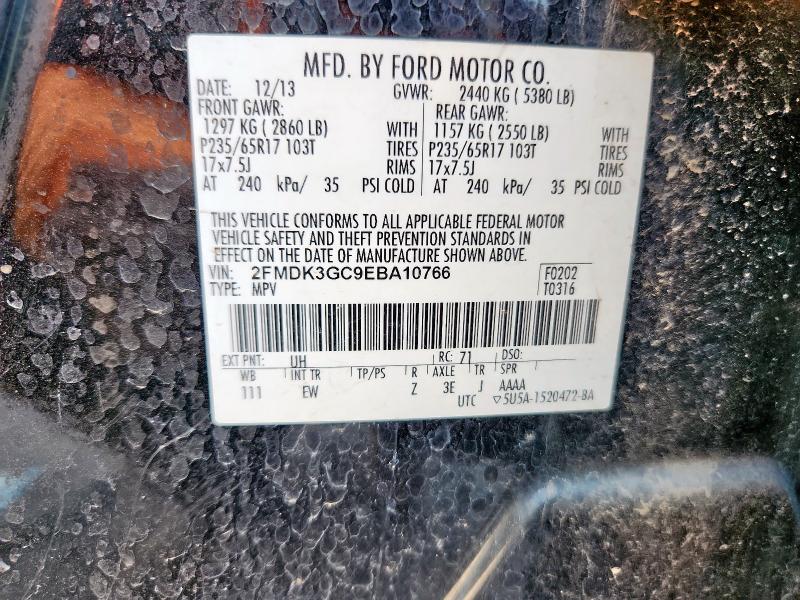 MFD. BY FORD MOTOR CO.
DATE: 12/13 GVWR: 2440 KG ( 5380 LB)
FRONT GAWR: REAR GAWR:
1297 KG ( 2860 LB) WITH 1157 KG ( 2550 LB) WITH
P235/65R17 103T TIRES P235/65R17 103T TIRES
17x7.5J RIMS 17x7.5J RIMS
AT 240 kPa/ 35 PSI COLD AT 240 kPa/ 35 PSI COLD
THIS VEHICLE CONFORMS TO ALL APPLICABLE FEDERAL MOTOR
VEHICLE SAFETY AND THEFT PREVENTION STANDARDS IN
EFFECT ON THE DATE OF MANUFACTURE SHOWN ABOVE.
VIN: 2FMDK3GC9EBA10766 F0202
TYPE: MPV T0316
EXT PNT: UH RC: 71 DSO:
WB INT TR TP/PS R AXLE TR SPR
111 EW Z 3E J AAAA
UTC ▽5U5A-1520472-BA